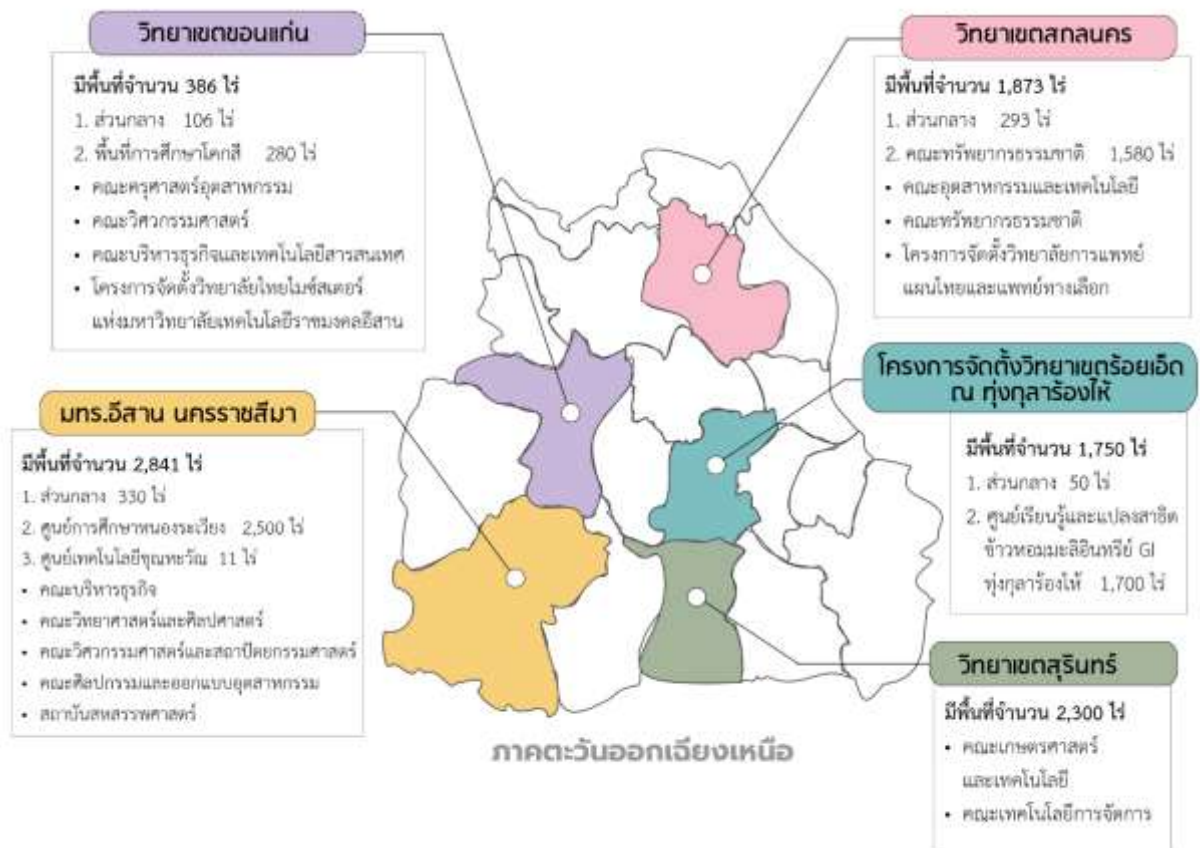 วิทยาเขตขอนแก่น
มีพื้นที่จำนวน 386 ไร่
1. ส่วนกลาง 106 ไร่
2. พื้นที่การศึกษาโคกสี 280 ไร่
• คณะครุศาสตร์อุตสาหกรรม
• คณะวิศวกรรมศาสตร์
• คณะบริหารธุรกิจและเทคโนโลยีสารสนเทศ
• โครงการจัดตั้งวิทยาลัยไทยไมซ์สเตอร์
แห่งมหาวิทยาลัยเทคโนโลยีราชมงคลอีสาน
วิทยาเขตสกลนคร
มีพื้นที่จำนวน 1,873 ไร่
1. ส่วนกลาง 293 ไร่
2. คณะทรัพยากรธรรมชาติ 1,580 ไร่
• คณะอุตสาหกรรมและเทคโนโลยี
• คณะทรัพยากรธรรมชาติ
• โครงการจัดตั้งวิทยาลัยการแพทย์
แผนไทยและแพทย์ทางเลือก
มทร.อีสาน นครราชสีมา
มีพื้นที่จำนวน 2,841 ไร่
1. ส่วนกลาง 330 ไร่
2. ศูนย์การศึกษาหนองระเวียง 2,500 ไร่
3. ศูนย์เทคโนโลยีขุณทะวัณ 11 ไร่
• คณะบริหารธุรกิจ
• คณะวิทยาศาสตร์และศิลปศาสตร์
• คณะวิศวกรรมศาสตร์และสถาปัตยกรรมศาสตร์
• คณะศิลปกรรมและออกแบบอุตสาหกรรม
• สถาบันสหสรรพศาสตร์
โครงการจัดตั้งวิทยาเขตร้อยเอ็ด
ณ ทุ่งกุลาร้องไห้
มีพื้นที่จำนวน 1,750 ไร่
1. ส่วนกลาง 50 ไร่
2. ศูนย์เรียนรู้และแปลงสาธิต
ข้าวหอมมะลิอินทรีย์ GI
ทุ่งกุลาร้องไห้ 1,700 ไร่
วิทยาเขตสุรินทร์
มีพื้นที่จำนวน 2,300 ไร่
• คณะเกษตรศาสตร์
และเทคโนโลยี
• คณะเทคโนโลยีการจัดการ
ภาคตะวันออกเฉียงเหนือ